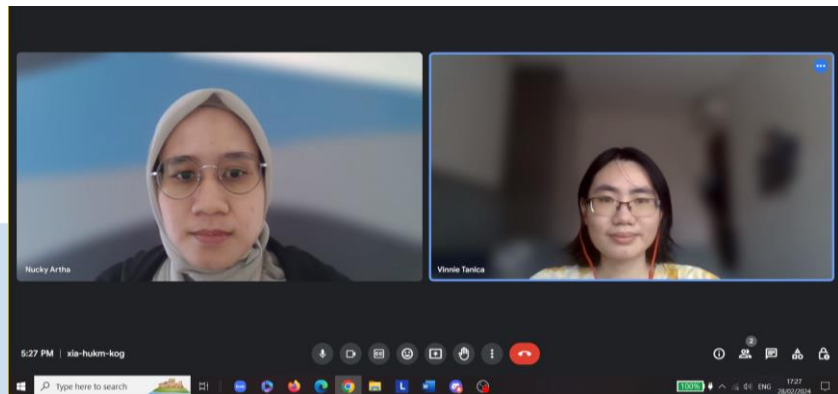 Nucky Artha
Vinnie Tanica
5:27 PM | xia-hukm-kog
2
Type here to search
L
100%
ENG
17:27
28/02/2024